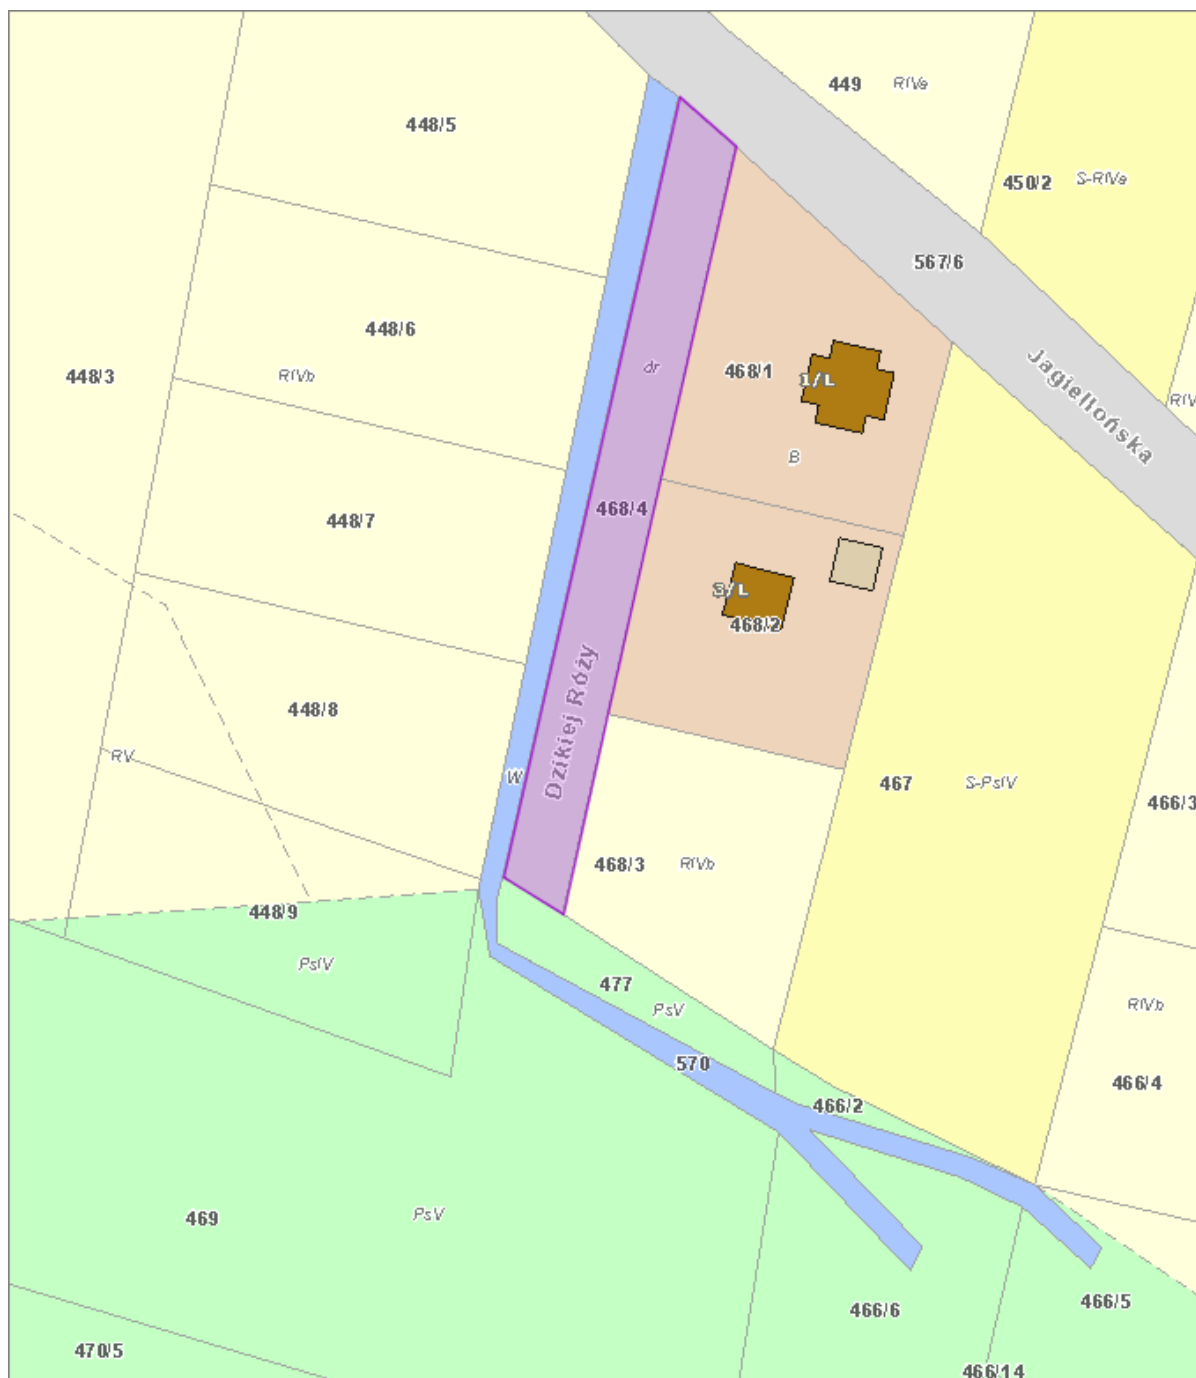 449 RIVa
448/5
450/2 S-RIVa
567/6
448/6
448/3 RIVb
dr
468/1
1/L
Jagiellońska
RIV
B
468/4
448/7
3/L
468/2
Dzikiej Róży
448/8
RV
W
467 S-PsIV
466/3
468/3 RIVb
448/9
PsIV
477
PsV
RIVb
570
466/4
466/2
469 PsV
466/6
466/5
470/5
466/14